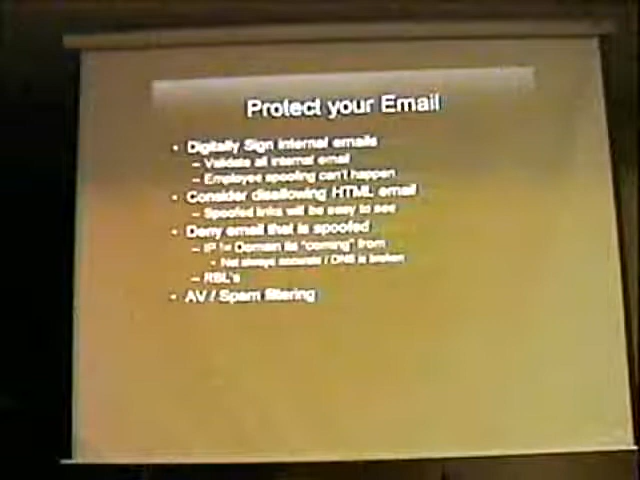 Protect your Email
• Digitally Sign internal emails
– Validate all internal email
– Employee spoofing can't happen
• Consider disallowing HTML email
– Spoofed links will be easy to see
• Deny email that is spoofed
– IP != Domain its "coming" from
• Not always accurate / DNS is broken
– RBL's
• AV / Spam filtering